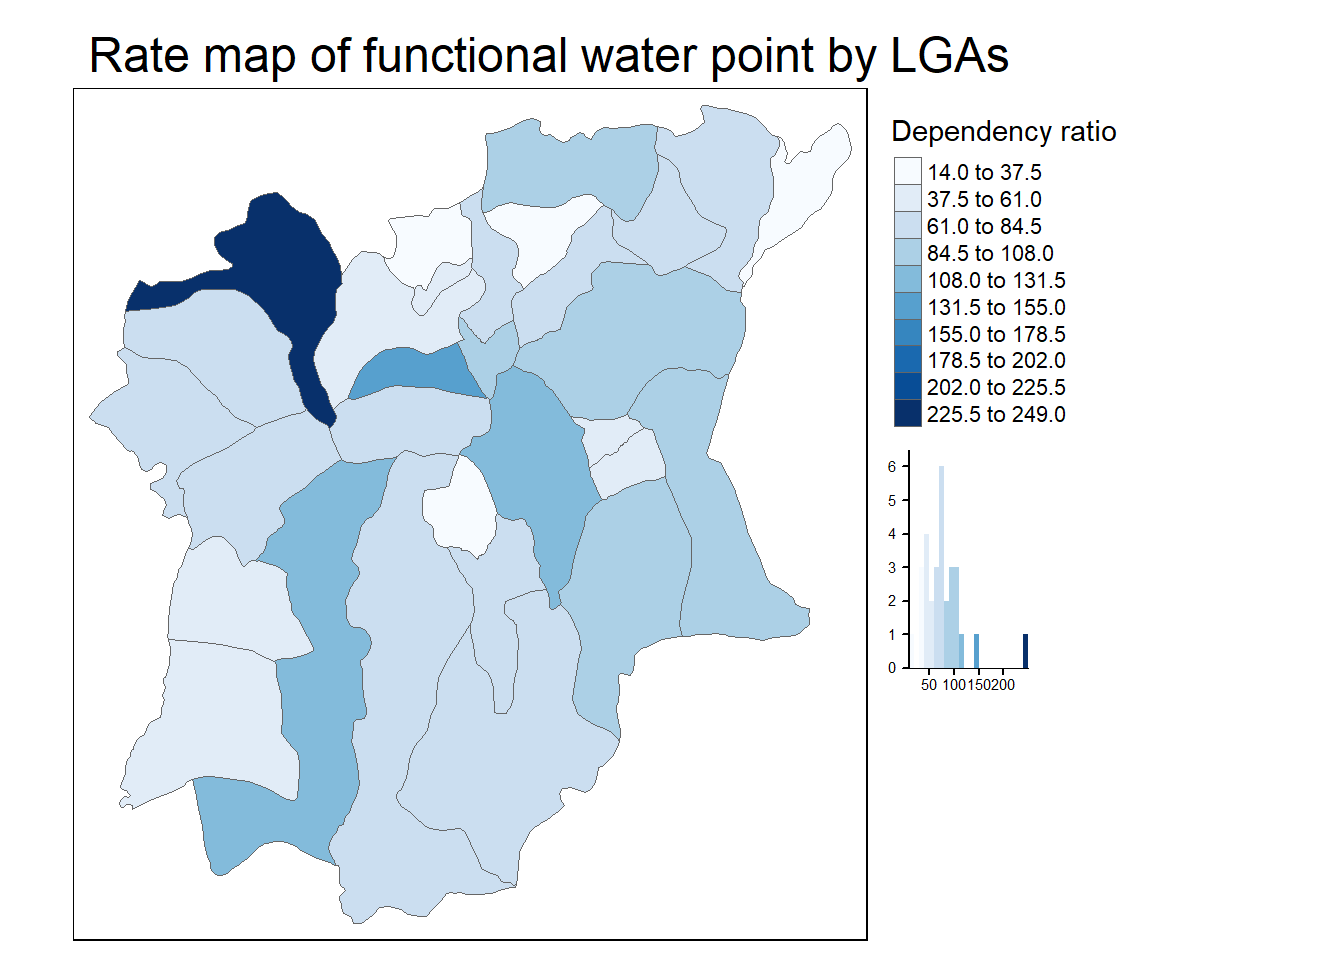 Rate map of functional water point by LGAs
Dependency ratio
14.0 to 37.5
37.5 to 61.0
61.0 to 84.5
84.5 to 108.0
108.0 to 131.5
131.5 to 155.0
155.0 to 178.5
178.5 to 202.0
202.0 to 225.5
225.5 to 249.0
6
5
4
3
2
1
0
50 100 150 200